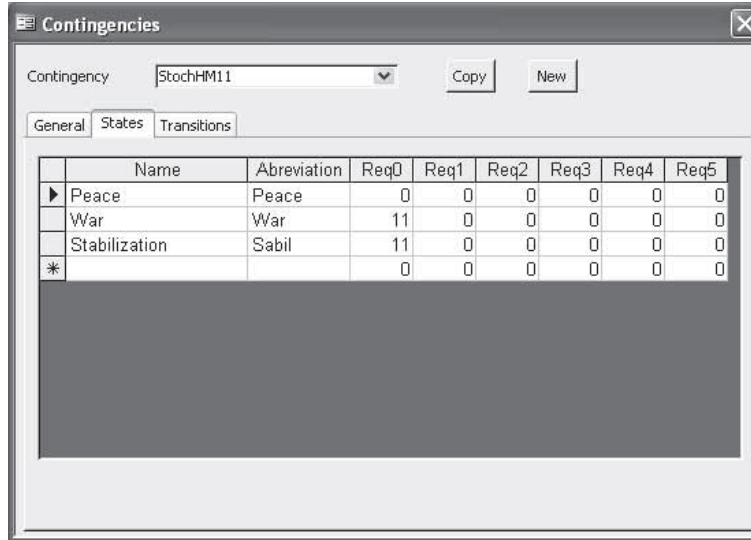 Contingencies
Contingency StochHM11 Copy New
General States Transitions
Name Abreviation Req0 Req1 Req2 Req3 Req4 Req5
Peace Peace 0 0 0 0 0 0
War War 11 0 0 0 0 0
Stabilization Sabil 11 0 0 0 0 0
* 0 0 0 0 0 0